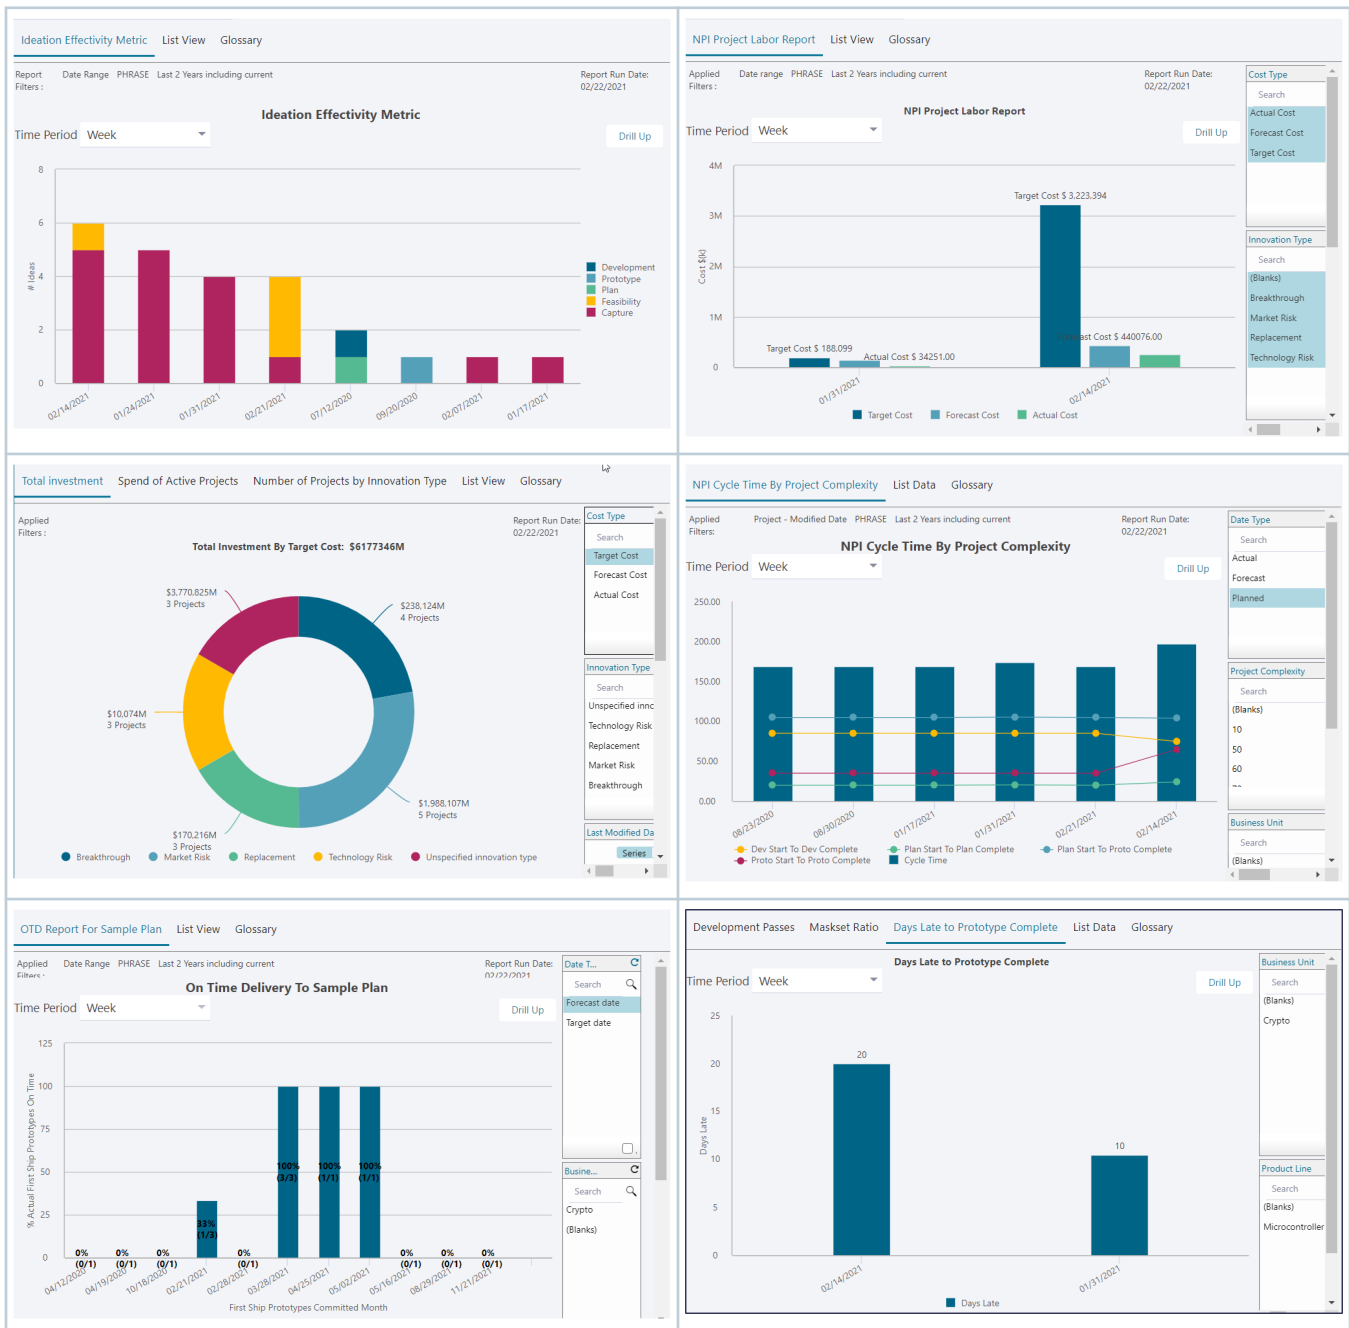 Ideation Effectivity Metric List View Glossary
Report Filters : Date Range PHRASE Last 2 Years including current
Report Run Date: 02/22/2021
Ideation Effectivity Metric
Time Period Week
Drill Up
# Ideas
8
6
4
2
0
02/14/2021 01/24/2021 01/31/2021 02/21/2021 07/12/2020 09/20/2020 02/07/2021 01/17/2021
Development
Prototype
Plan
Feasibility
Capture
NPI Project Labor Report List View Glossary
Applied Filters : Date range PHRASE Last 2 Years including current
Report Run Date: 02/22/2021
NPI Project Labor Report
Time Period Week
Drill Up
Cost $(k)
4M
3M
2M
1M
0
Target Cost $ 3,223,394
Target Cost $ 188,099
Actual Cost $ 34251.00
Cost $ 440076.00
01/31/2021 02/14/2021
Target Cost Forecast Cost Actual Cost
Cost Type
Search
Actual Cost
Forecast Cost
Target Cost
Innovation Type
Search
(Blanks)
Breakthrough
Market Risk
Replacement
Technology Risk
Total investment Spend of Active Projects Number of Projects by Innovation Type List View Glossary
Applied Filters :
Report Run Date: 02/22/2021
Total Investment By Target Cost: $6177346M
$3,770,825M
3 Projects
$238,124M
4 Projects
$10,074M
3 Projects
$1,988,107M
5 Projects
$170,216M
3 Projects
Breakthrough Market Risk Replacement Technology Risk Unspecified innovation type
Cost Type
Search
Target Cost
Forecast Cost
Actual Cost
Innovation Type
Search
Unspecified innc
Technology Risk
Replacement
Market Risk
Breakthrough
Last Modified Da
Series
NPI Cycle Time By Project Complexity List Data Glossary
Applied Filters: Project - Modified Date PHRASE Last 2 Years including current
Report Run Date: 02/22/2021
NPI Cycle Time By Project Complexity
Time Period Week
Drill Up
250.00
200.00
150.00
100.00
50.00
0.00
08/23/2020 08/30/2020 01/17/2021 01/31/2021 02/21/2021 02/14/2021
Dev Start To Dev Complete Plan Start To Plan Complete Plan Start To Proto Complete
Proto Start To Proto Complete Cycle Time
Date Type
Search
Actual
Forecast
Planned
Project Complexity
Search
(Blanks)
10
50
60
Business Unit
Search
(Blanks)
OTD Report For Sample Plan List View Glossary
Applied Filters : Date Range PHRASE Last 2 Years including current
Report Run Date: 02/22/2021
On Time Delivery To Sample Plan
Time Period Week
Drill Up
% Actual First Ship Prototypes On Time
125
100
75
50
25
0
0% (0/1)
0% (0/1)
0% (0/1)
33% (1/3)
0% (0/1)
100% (3/3)
100% (1/1)
100% (1/1)
0% (0/1)
0% (0/1)
0% (0/1)
04/12/2020 04/19/2020 10/18/2020 02/21/2021 02/28/2021 03/28/2021 04/25/2021 05/02/2021 05/16/2021 08/29/2021 11/21/2021
First Ship Prototypes Committed Month
Date T...
Search
Forecast date
Target date
Busine...
Search
Crypto
(Blanks)
Development Passes Maskset Ratio Days Late to Prototype Complete List Data Glossary
Days Late to Prototype Complete
Time Period Week
Drill Up
Days Late
25
20
15
10
5
0
20
10
02/14/2021 01/31/2021
Days Late
Business Unit
Search
(Blanks)
Crypto
Product Line
Search
(Blanks)
Microcontroller